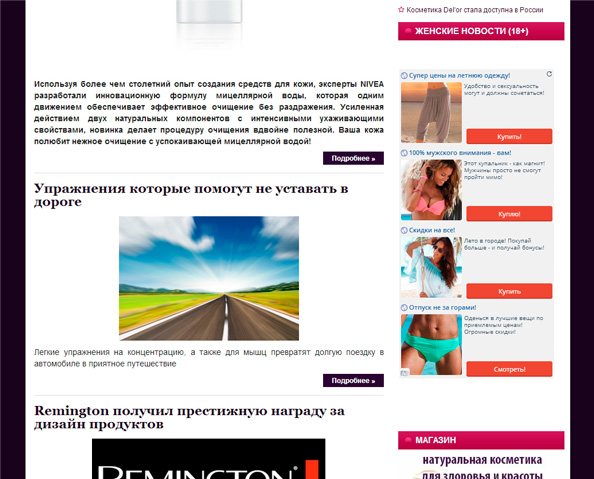 Используя более чем столетний опыт создания средств для кожи, эксперты NIVEA
разработали инновационную формулу мицеллярной воды, которая одним
движением обеспечивает эффективное очищение без раздражения. Усиленная
действием двух натуральных компонентов с интенсивными ухаживающими
свойствами, новинка делает процедуру очищения вдвойне полезной. Ваша кожа
полюбит нежное очищение с успокаивающей мицеллярной водой!
Подробнее »
Упражнения которые помогут не уставать в
дороге
Легкие упражнения на концентрацию, а также для мышц превратят долгую поездку в
автомобиле в приятное путешествие
Подробнее »
Remington получил престижную награду за
дизайн продуктов
REMINGTON
Косметика Del'or стала доступна в России
ЖЕНСКИЕ НОВОСТИ (18+)
Супер цены на летнюю одежду!
Удобство и сексуальность
могут и должны сочетаться!
Купить!
100% мужского внимания - вам!
Этот купальник - как магнит!
Мужчины просто не смогут
пройти мимо!
Купию!
Скидки на все!
Лето в городе! Покупай
больше - и получай бонусы!
Купить
Отпуск не за горами!
Оденься в лучшие вещи по
приемлемым ценам!
Огромные скидки!
Смотреть!
МАГАЗИН
натуральная косметика
для здоровья и красоты